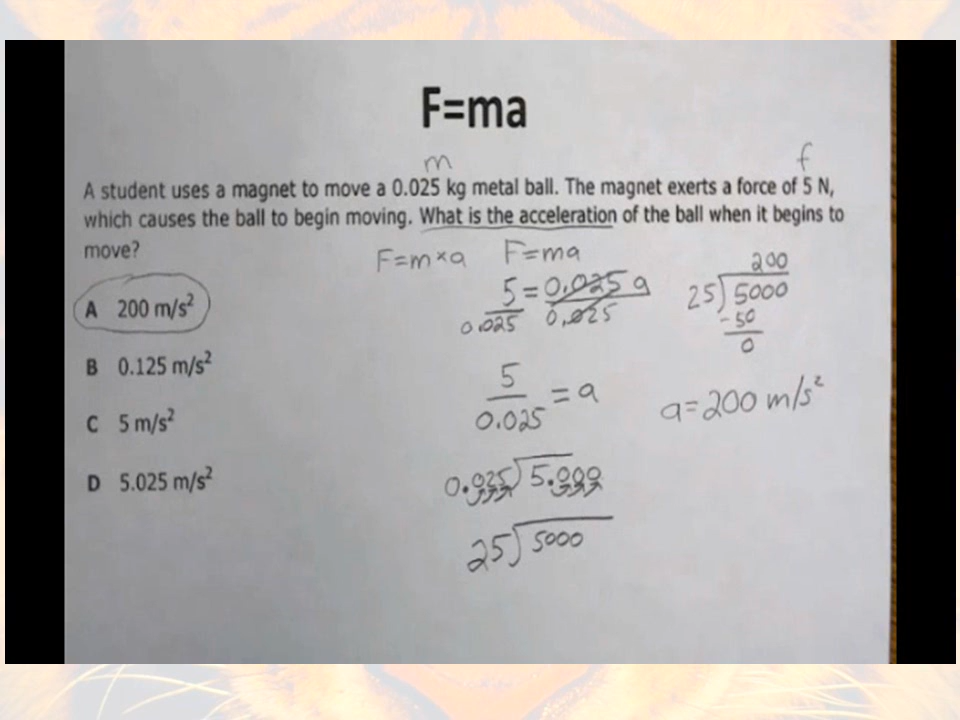 F=ma
m
f
A student uses a magnet to move a 0.025 kg metal ball. The magnet exerts a force of 5 N,
which causes the ball to begin moving. What is the acceleration of the ball when it begins to
move?
F=m×a
F=ma
5=0.025a
0.025 0.025
200
25)5000
-50
0
A 200 m/s²
B 0.125 m/s²
C 5 m/s²
D 5.025 m/s²
5
0.025 =a
a=200 m/s²
0.025)5.000
25)5000